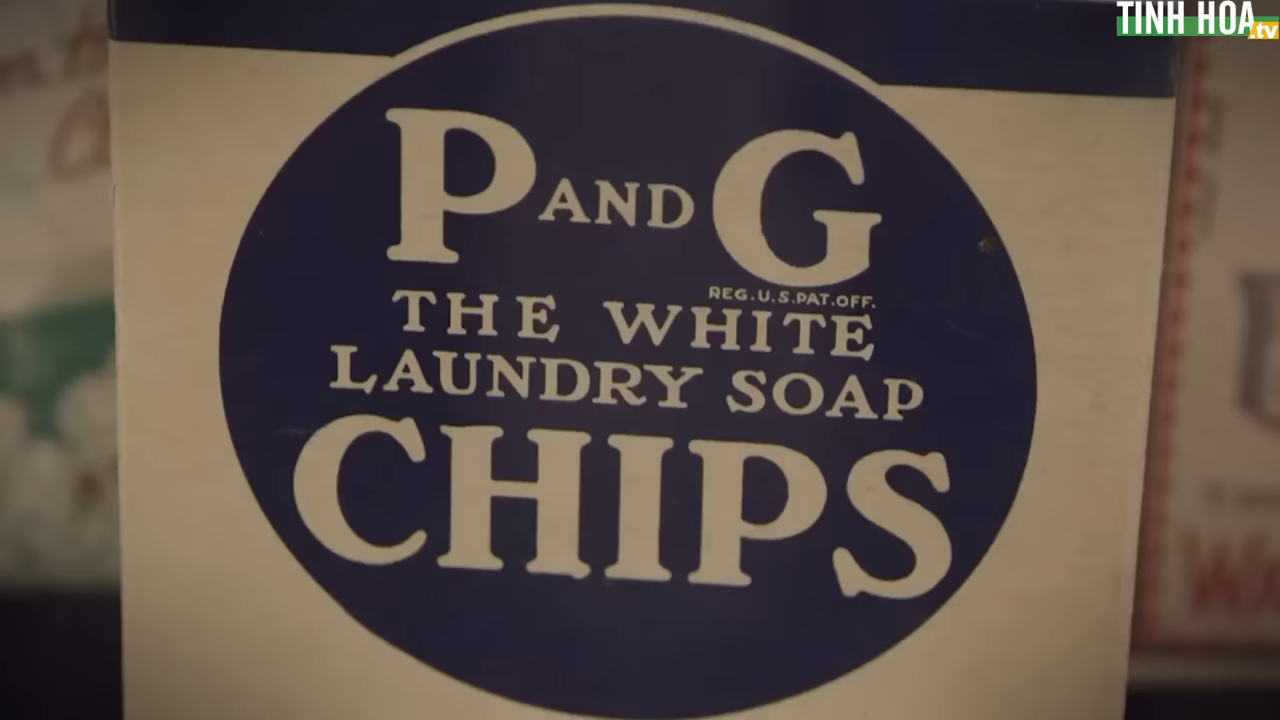 TINH HOA
.tv
P AND G
REG.U.S.PAT.OFF.
THE WHITE
LAUNDRY SOAP
CHIPS